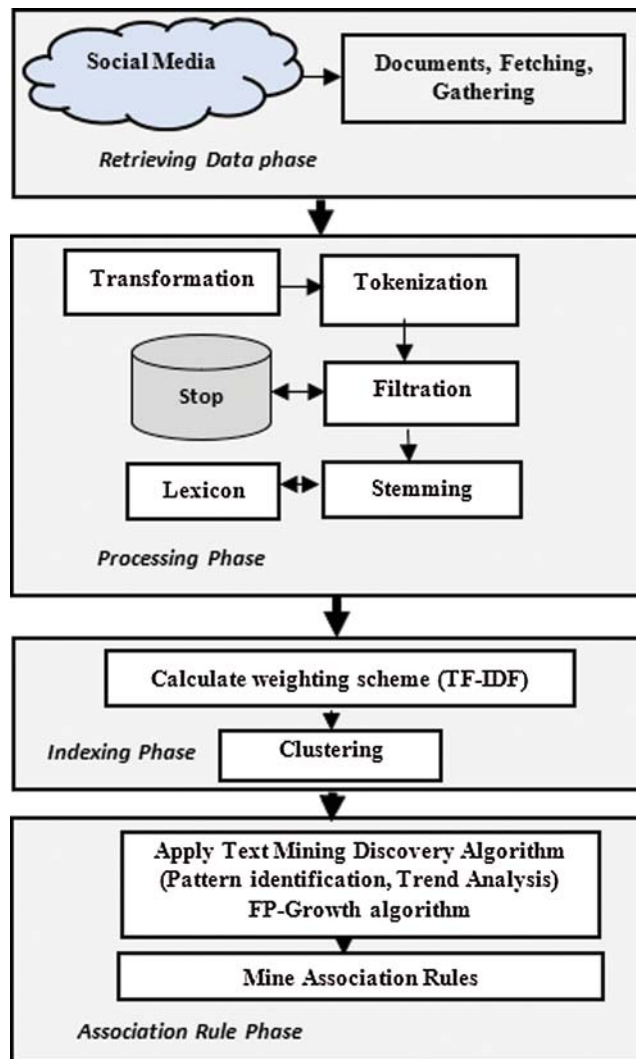 Social Media
Documents, Fetching,
Gathering
Retrieving Data phase
Transformation
Tokenization
Stop
Filtration
Lexicon
Stemming
Processing Phase
Calculate weighting scheme (TF-IDF)
Clustering
Indexing Phase
Apply Text Mining Discovery Algorithm
(Pattern identification, Trend Analysis)
FP-Growth algorithm
Mine Association Rules
Association Rule Phase